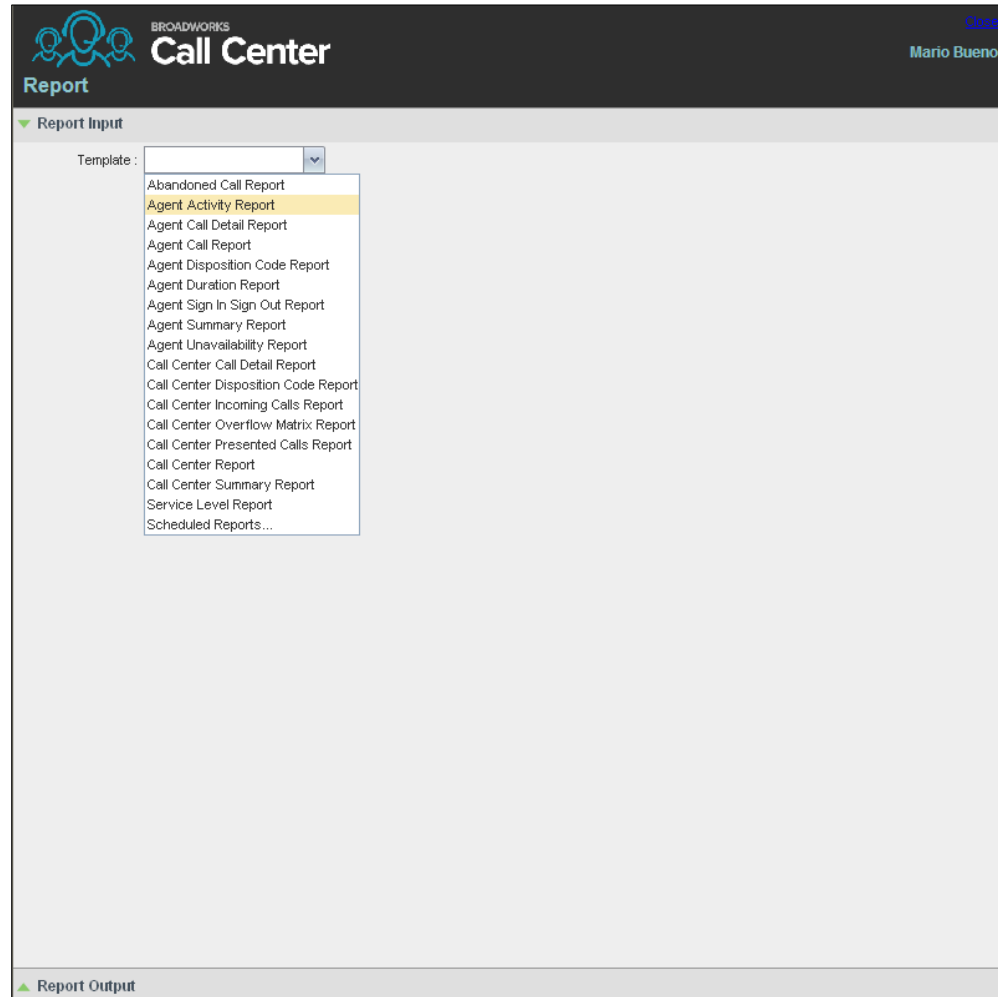 BROADWORKS
Call Center
Close
Mario Bueno
Report
Report Input
Template :
Abandoned Call Report
Agent Activity Report
Agent Call Detail Report
Agent Call Report
Agent Disposition Code Report
Agent Duration Report
Agent Sign In Sign Out Report
Agent Summary Report
Agent Unavailability Report
Call Center Call Detail Report
Call Center Disposition Code Report
Call Center Incoming Calls Report
Call Center Overflow Matrix Report
Call Center Presented Calls Report
Call Center Report
Call Center Summary Report
Service Level Report
Scheduled Reports...
Report Output